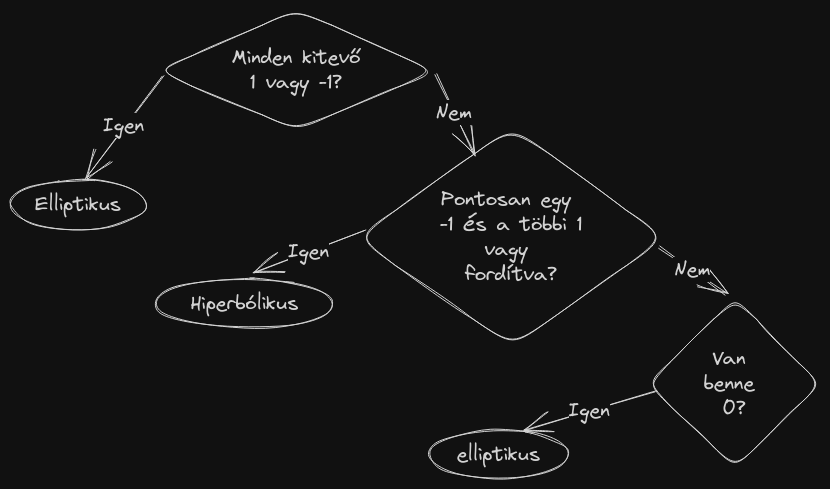 Minden kitevő
1 vagy -1?
Igen
Nem
Elliptikus
Pontosan egy
-1 és a többi 1
vagy
fordítva?
Igen
Nem
Hiperbólikus
Van
benne
0?
Igen
elliptikus